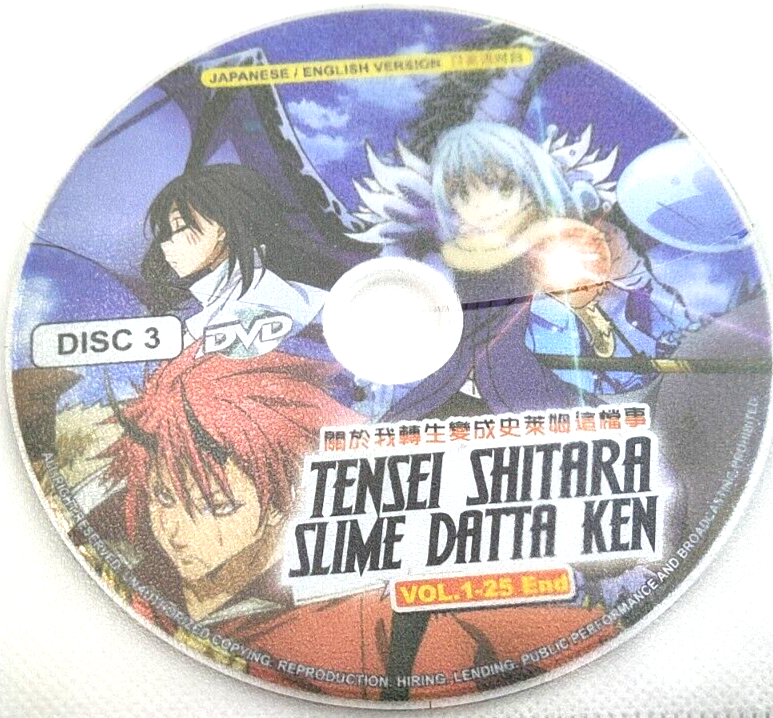 JAPANESE / ENGLISH VERSION
DISC 3
DVD
關於我轉生變成史萊姆這檔事
TENSEI SHITARA
SLIME DATTA KEN
VOL.1-25 End
ALL RIGHTS RESERVED. UNAUTHORIZED COPYING. REPRODUCTION. HIRING. LENDING. PUBLIC PERFORMANCE AND BROADCASTING PROHIBITED.